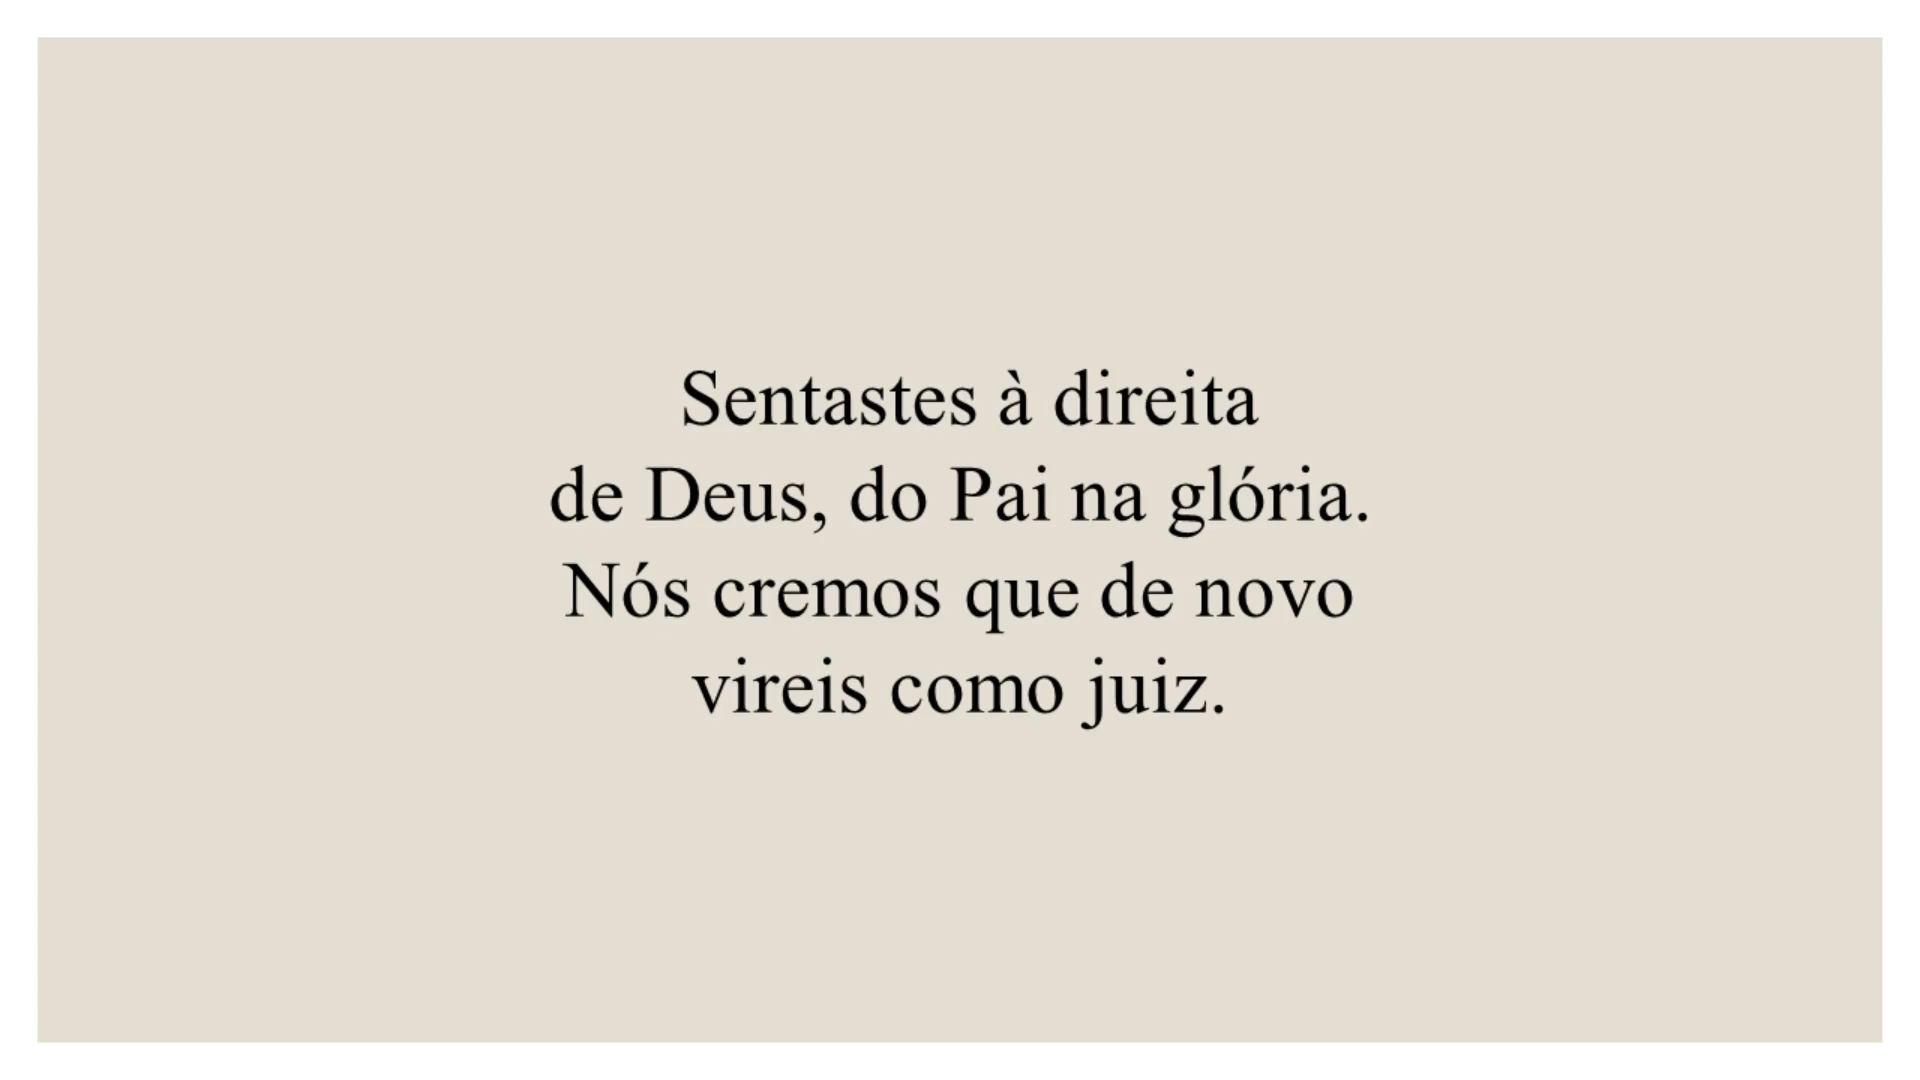 Sentastes à direita
de Deus, do Pai na glória.
Nós cremos que de novo
vireis como juiz.